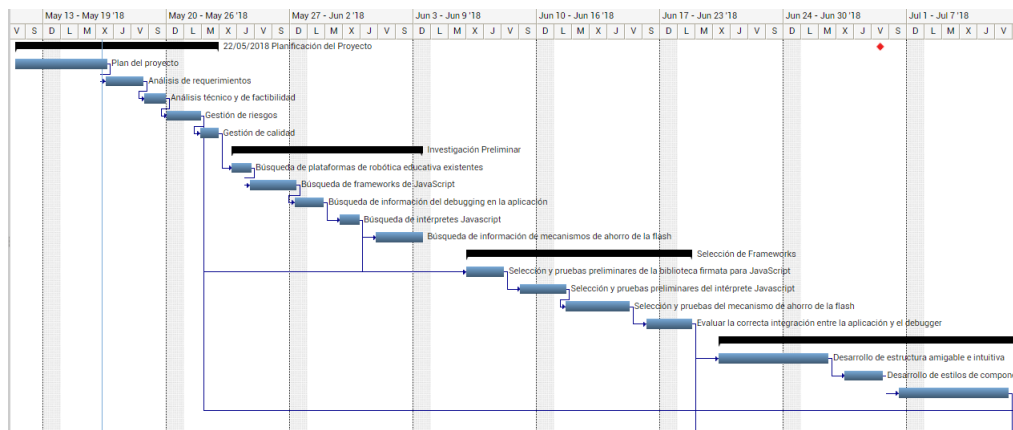 May 13 - May 19 '18 May 20 - May 26 '18 May 27 - Jun 2 '18 Jun 3 - Jun 9 '18 Jun 10 - Jun 16 '18 Jun 17 - Jun 23 '18 Jun 24 - Jun 30 '18 Jul 1 - Jul 7 '18
V S D L M X J V S D L M X J V S D L M X J V S D L M X J V S D L M X J V S D L M X J V S D L M X J V S D L M X J V
22/05/2018 Planificación del Proyecto
Plan del proyecto
Análisis de requerimientos
Análisis técnico y de factibilidad
Gestión de riesgos
Gestión de calidad
Investigación Preliminar
Búsqueda de plataformas de robótica educativa existentes
Búsqueda de frameworks de JavaScript
Búsqueda de información del debugging en la aplicación
Búsqueda de intérpretes Javascript
Búsqueda de información de mecanismos de ahorro de la flash
Selección de Frameworks
Selección y pruebas preliminares de la biblioteca firmata para JavaScript
Selección y pruebas preliminares del intérprete Javascript
Selección y pruebas del mecanismo de ahorro de la flash
Evaluar la correcta integración entre la aplicación y el debugger
Desarrollo de estructura amigable e intuitiva
Desarrollo de estilos de compone